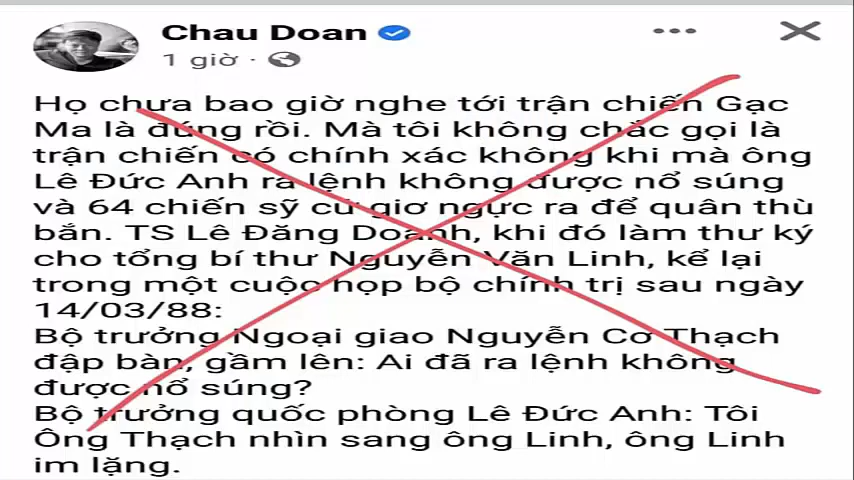 Chau Doan
1 giờ ·
Họ chưa bao giờ nghe tới trận chiến Gạc
Ma là đúng rồi. Mà tôi không chắc gọi là
trận chiến có chính xác không khi mà ông
Lê Đức Anh ra lệnh không được nổ súng
và 64 chiến sỹ cứ giơ ngực ra để quân thù
bắn. TS Lê Đăng Doanh, khi đó làm thư ký
cho tổng bí thư Nguyễn Văn Linh, kể lại
trong một cuộc họp bộ chính trị sau ngày
14/03/88:
Bộ trưởng Ngoại giao Nguyễn Cơ Thạch
đập bàn, gầm lên: Ai đã ra lệnh không
được nổ súng?
Bộ trưởng quốc phòng Lê Đức Anh: Tôi
Ông Thạch nhìn sang ông Linh, ông Linh
im lặng.